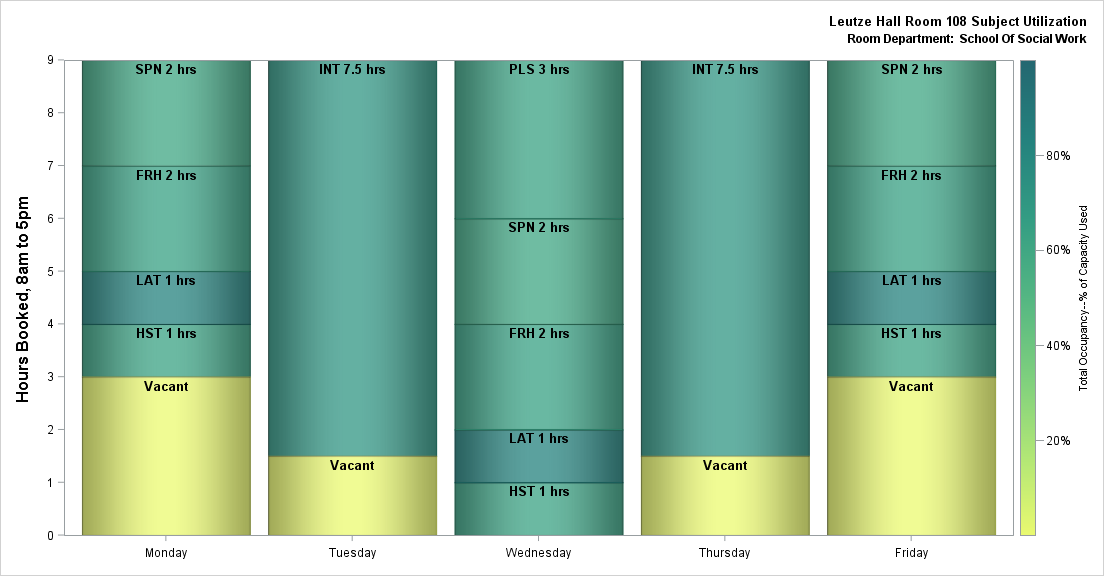 Leutze Hall Room 108 Subject Utilization
Room Department: School Of Social Work
Hours Booked, 8am to 5pm
9
8
7
6
5
4
3
2
1
0
SPN 2 hrs
FRH 2 hrs
LAT 1 hrs
HST 1 hrs
Vacant
INT 7.5 hrs
Vacant
PLS 3 hrs
SPN 2 hrs
FRH 2 hrs
LAT 1 hrs
HST 1 hrs
INT 7.5 hrs
Vacant
SPN 2 hrs
FRH 2 hrs
LAT 1 hrs
HST 1 hrs
Vacant
Monday
Tuesday
Wednesday
Thursday
Friday
80%
60%
40%
20%
Total Occupancy--% of Capacity Used